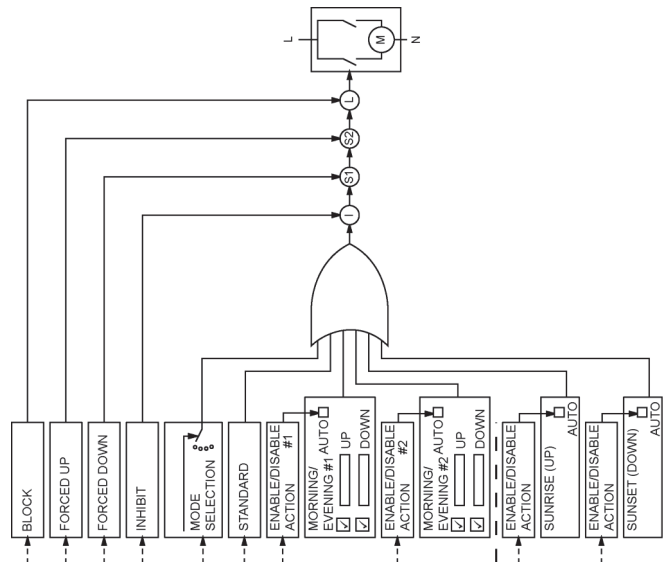 L
M
N
L
S2
S1
I
BLOCK
FORCED UP
FORCED DOWN
INHIBIT
MODE
SELECTION
STANDARD
ENABLE/DISABLE
ACTION #1
MORNING/
EVENING #1 AUTO
UP
DOWN
ENABLE/DISABLE
ACTION #2
MORNING/
EVENING #2 AUTO
UP
DOWN
ENABLE/DISABLE
ACTION
SUNRISE (UP)
AUTO
ENABLE/DISABLE
ACTION
SUNSET (DOWN)
AUTO